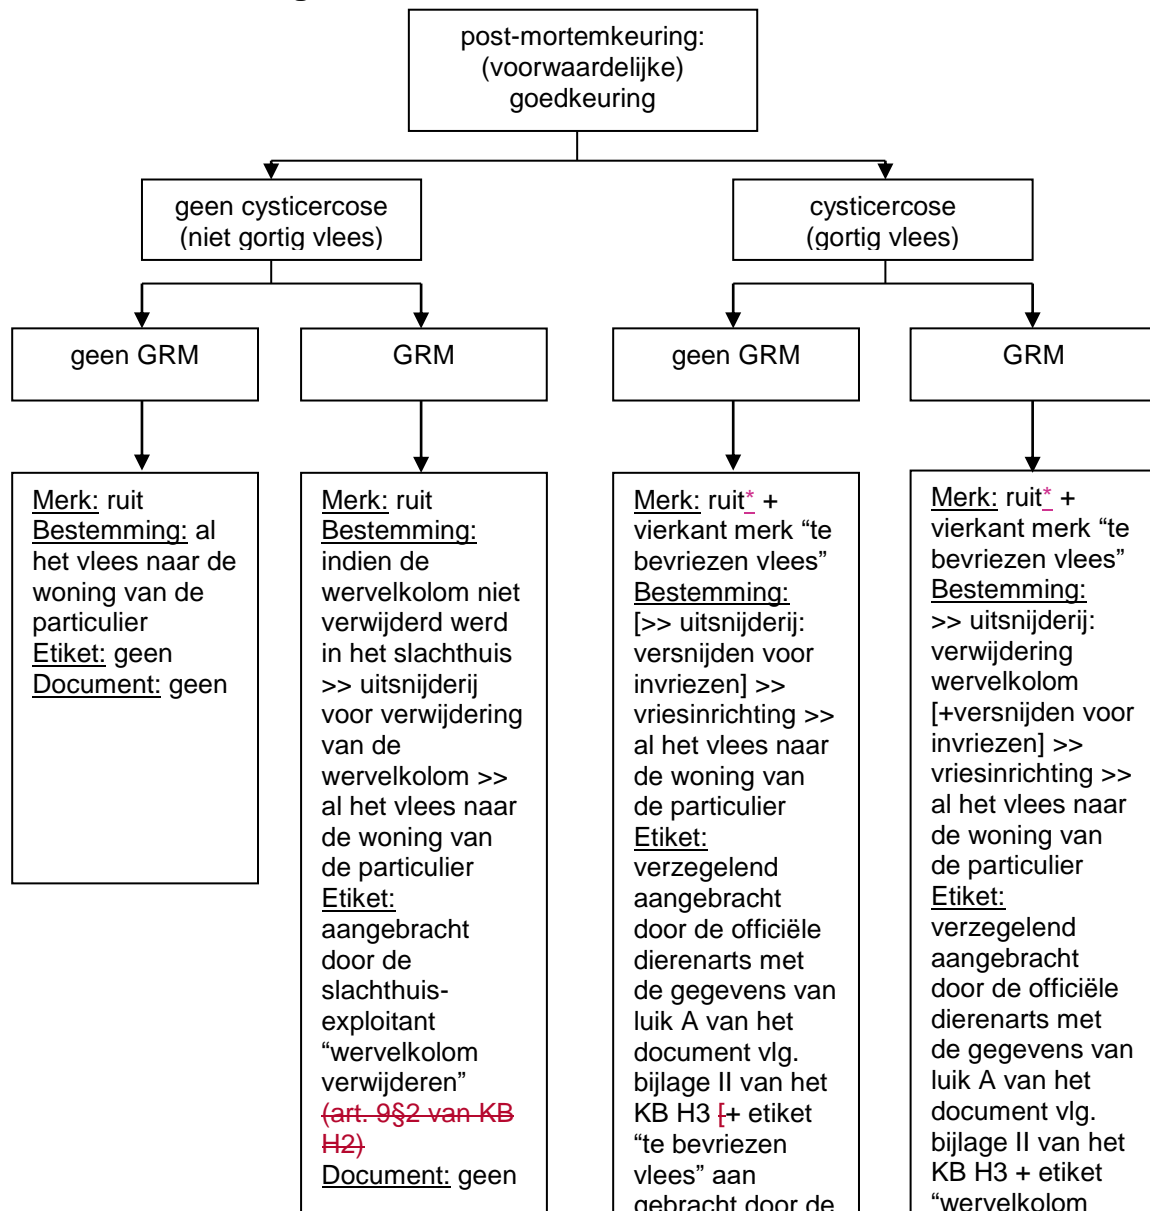 post-mortemkeuring:
(voorwaardelijke)
goedkeuring
geen cysticercose
(niet gortig vlees)
cysticercose
(gortig vlees)
geen GRM
GRM
geen GRM
GRM
Merk: ruit
Bestemming: al
het vlees naar de
woning van de
particulier
Etiket: geen
Document: geen
Merk: ruit
Bestemming:
indien de
wervelkolom niet
verwijderd werd
in het slachthuis
>> uitsnijderij
voor verwijdering
van de
wervelkolom >>
al het vlees naar
de woning van
de particulier
Etiket:
aangebracht
door de
slachthuis-
exploitant
“wervelkolom
verwijderen”
(art. 9§2 van KB
H2)
Document: geen
Merk: ruit* +
vierkant merk “te
bevriezen vlees”
Bestemming:
[>> uitsnijderij:
versnijden voor
invriezen] >>
vriesinrichting >>
al het vlees naar
de woning van
de particulier
Etiket:
verzegelend
aangebracht
door de officiële
dierenarts met
de gegevens van
luik A van het
document vlg.
bijlage II van het
KB H3 [+ etiket
“te bevriezen
vlees” aan
gebracht door de
Merk: ruit* +
vierkant merk “te
bevriezen vlees”
Bestemming:
>> uitsnijderij:
verwijdering
wervelkolom
[+versnijden voor
invriezen] >>
vriesinrichting >>
al het vlees naar
de woning van
de particulier
Etiket:
verzegelend
aangebracht
door de officiële
dierenarts met
de gegevens van
luik A van het
document vlg.
bijlage II van het
KB H3 + etiket
“wervelkolom